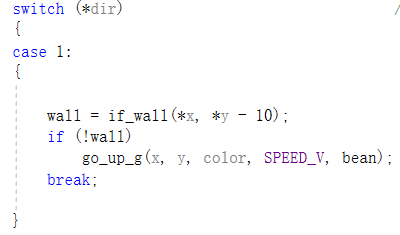 switch (*dir) /
{
case 1:
{
wall = if_wall(*x, *y - 10);
if (!wall)
go_up_g(x, y, color, SPEED_V, bean);
break;
}